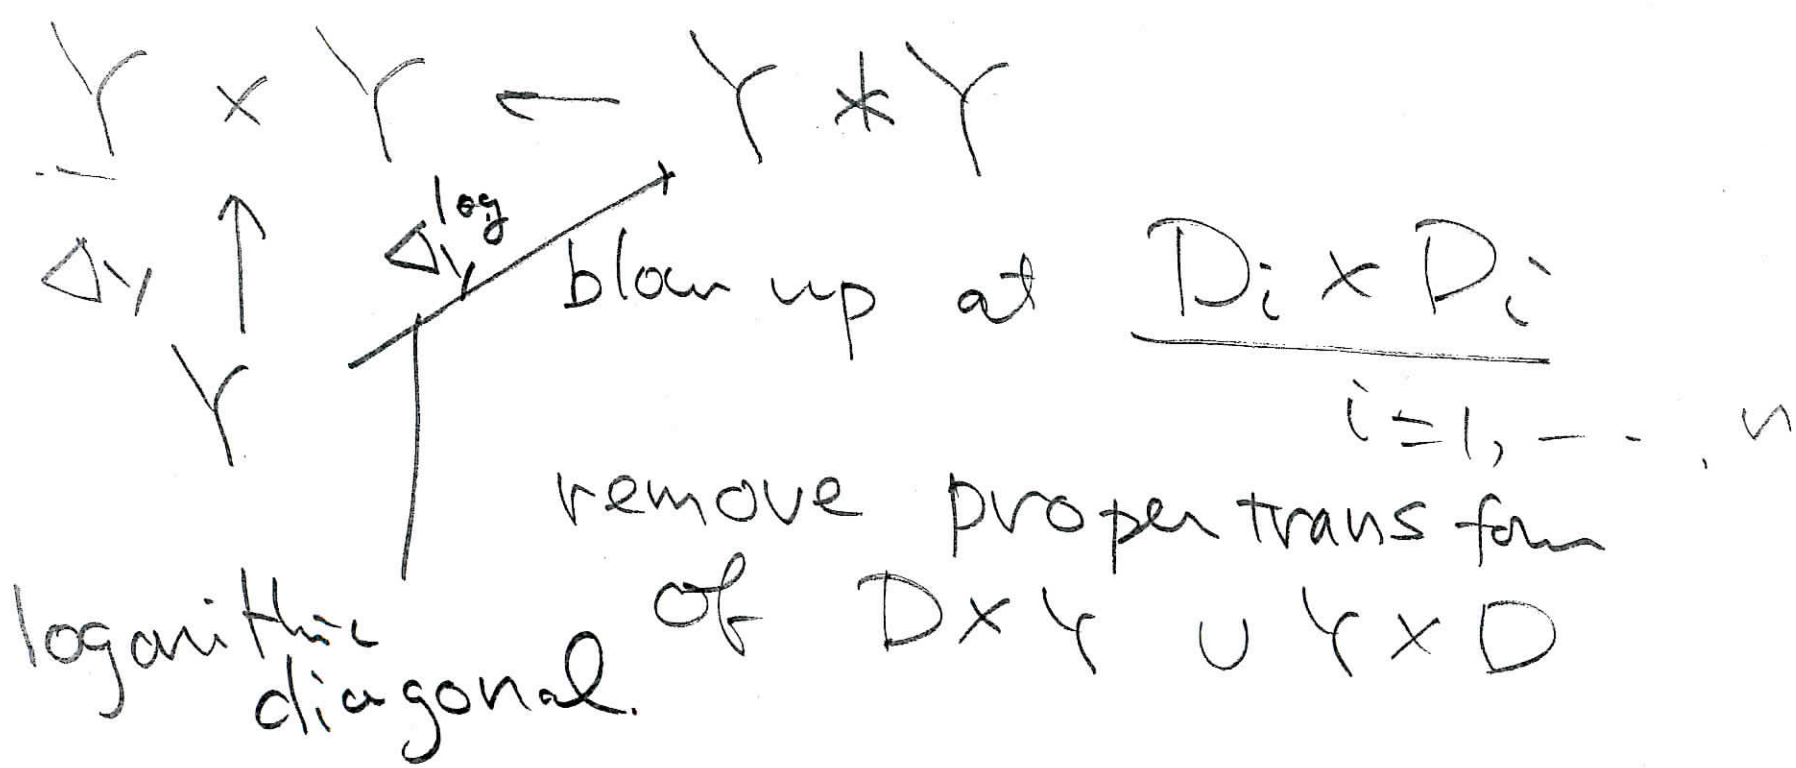 Y × Y ← Y * Y
Δ_Y ↑ Δ_Y^log
blow up at D_i × D_i
Y
i = 1, - - - , n
remove proper transform
of D × Y ∪ Y × D
logarithmic
diagonal.